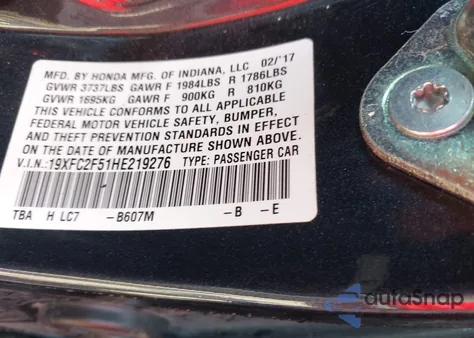 MFD. BY HONDA MFG. OF INDIANA, LLC 02/'17
GVWR 3737LBS GAWR F 1984LBS R 1786LBS
GVWR 1695KG GAWR F 900KG R 810KG
THIS VEHICLE CONFORMS TO ALL APPLICABLE
FEDERAL MOTOR VEHICLE SAFETY, BUMPER,
AND THEFT PREVENTION STANDARDS IN EFFECT
ON THE DATE OF MANUFACTURE SHOWN ABOVE.
V.I.N.:19XFC2F51HE219276 TYPE: PASSENGER CAR
TBA H LC7 -B607M -B -E
autoSnap